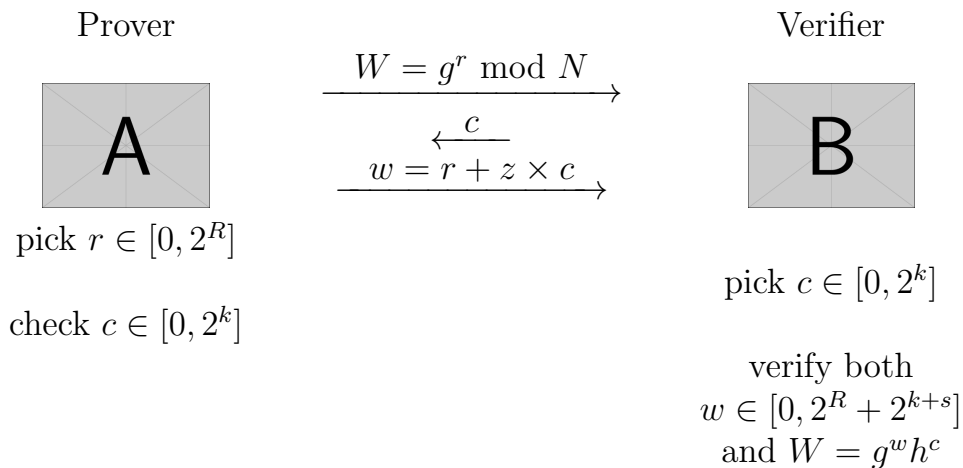 Prover
Verifier
W = g^r mod N
c
w = r + z × c
A
B
pick r ∈ [0, 2^R]
pick c ∈ [0, 2^k]
check c ∈ [0, 2^k]
verify both
w ∈ [0, 2^R + 2^{k+s}]
and W = g^w h^c